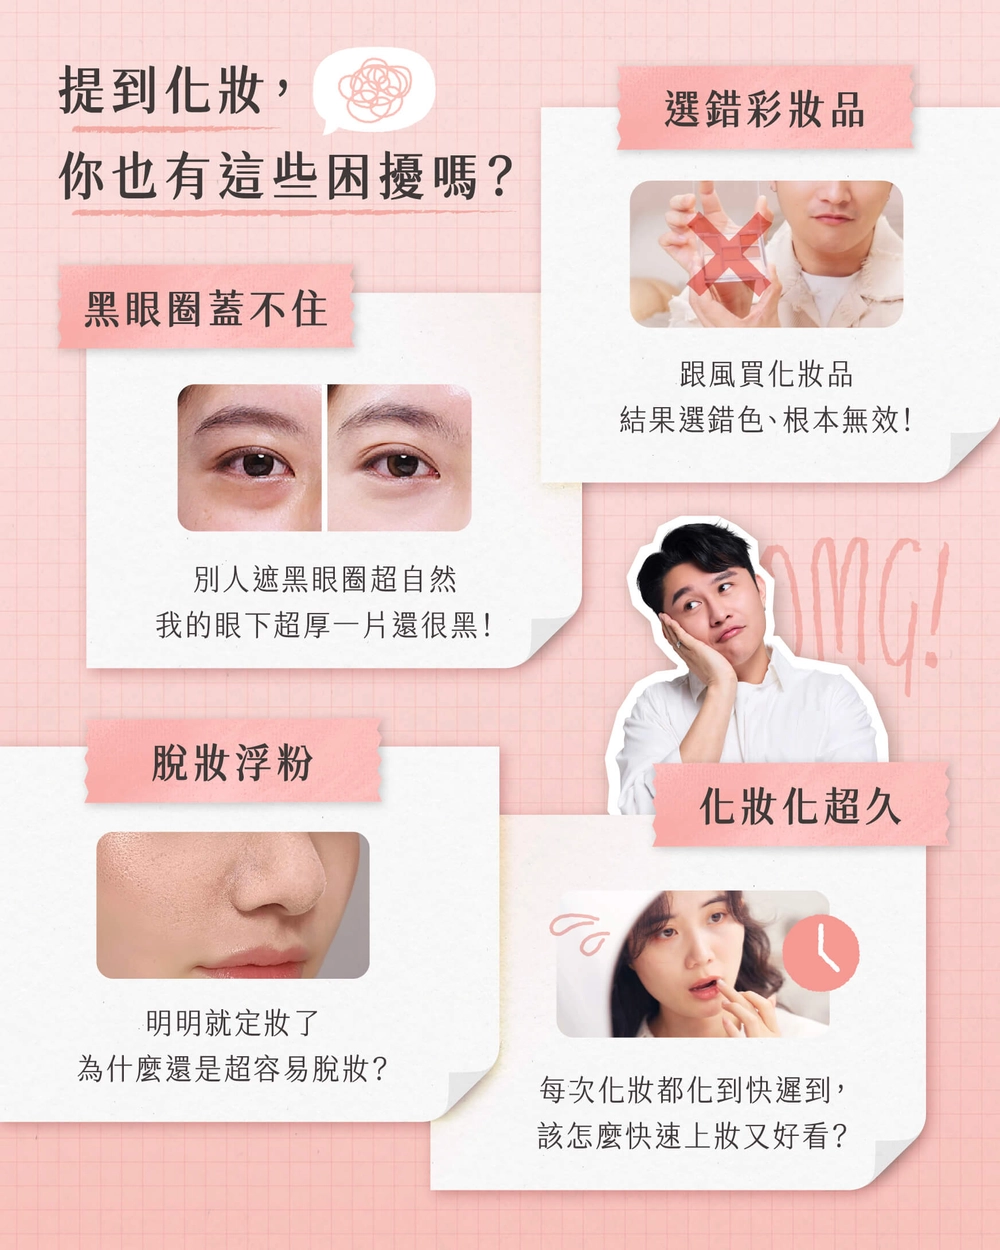 提到化妝，
你也有這些困擾嗎？
選錯彩妝品
跟風買化妝品
結果選錯色、根本無效！
黑眼圈蓋不住
別人遮黑眼圈超自然
我的眼下超厚一片還很黑！
OMG!
脫妝浮粉
明明就定妝了
為什麼還是超容易脫妝？
化妝化超久
每次化妝都化到快遲到，
該怎麼快速上妝又好看？